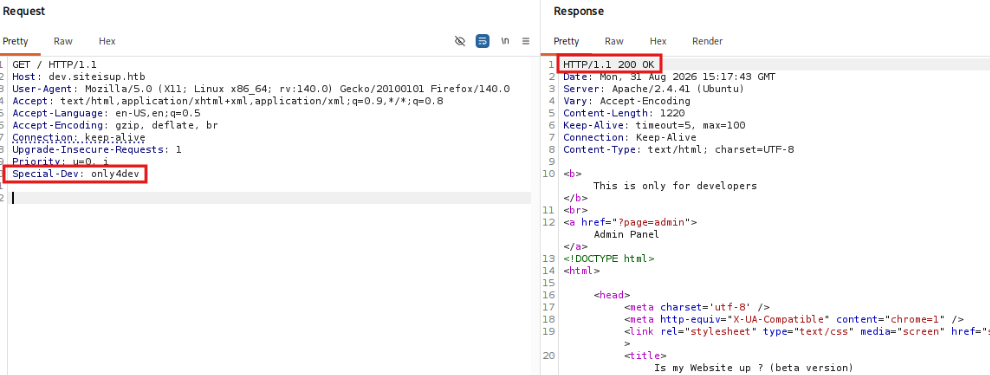 Request
Pretty Raw Hex \n
1 GET / HTTP/1.1
2 Host: dev.siteisup.htb
3 User-Agent: Mozilla/5.0 (X11; Linux x86_64; rv:140.0) Gecko/20100101 Firefox/140.0
4 Accept: text/html,application/xhtml+xml,application/xml;q=0.9,*/*;q=0.8
5 Accept-Language: en-US,en;q=0.5
6 Accept-Encoding: gzip, deflate, br
7 Connection: keep-alive
8 Upgrade-Insecure-Requests: 1
9 Priority: u=0, i
0 Special-Dev: only4dev
1
2
Response
Pretty Raw Hex Render
1 HTTP/1.1 200 OK
2 Date: Mon, 31 Aug 2026 15:17:43 GMT
3 Server: Apache/2.4.41 (Ubuntu)
4 Vary: Accept-Encoding
5 Content-Length: 1220
6 Keep-Alive: timeout=5, max=100
7 Connection: Keep-Alive
8 Content-Type: text/html; charset=UTF-8
9
10 <b>
This is only for developers
</b>
11 <br>
12 <a href="?page=admin">
Admin Panel
</a>
13 <!DOCTYPE html>
14 <html>
15
16 <head>
17 <meta charset='utf-8' />
18 <meta http-equiv="X-UA-Compatible" content="chrome=1" />
19 <link rel="stylesheet" type="text/css" media="screen" href="s
>
20 <title>
Is my Website up ? (beta version)